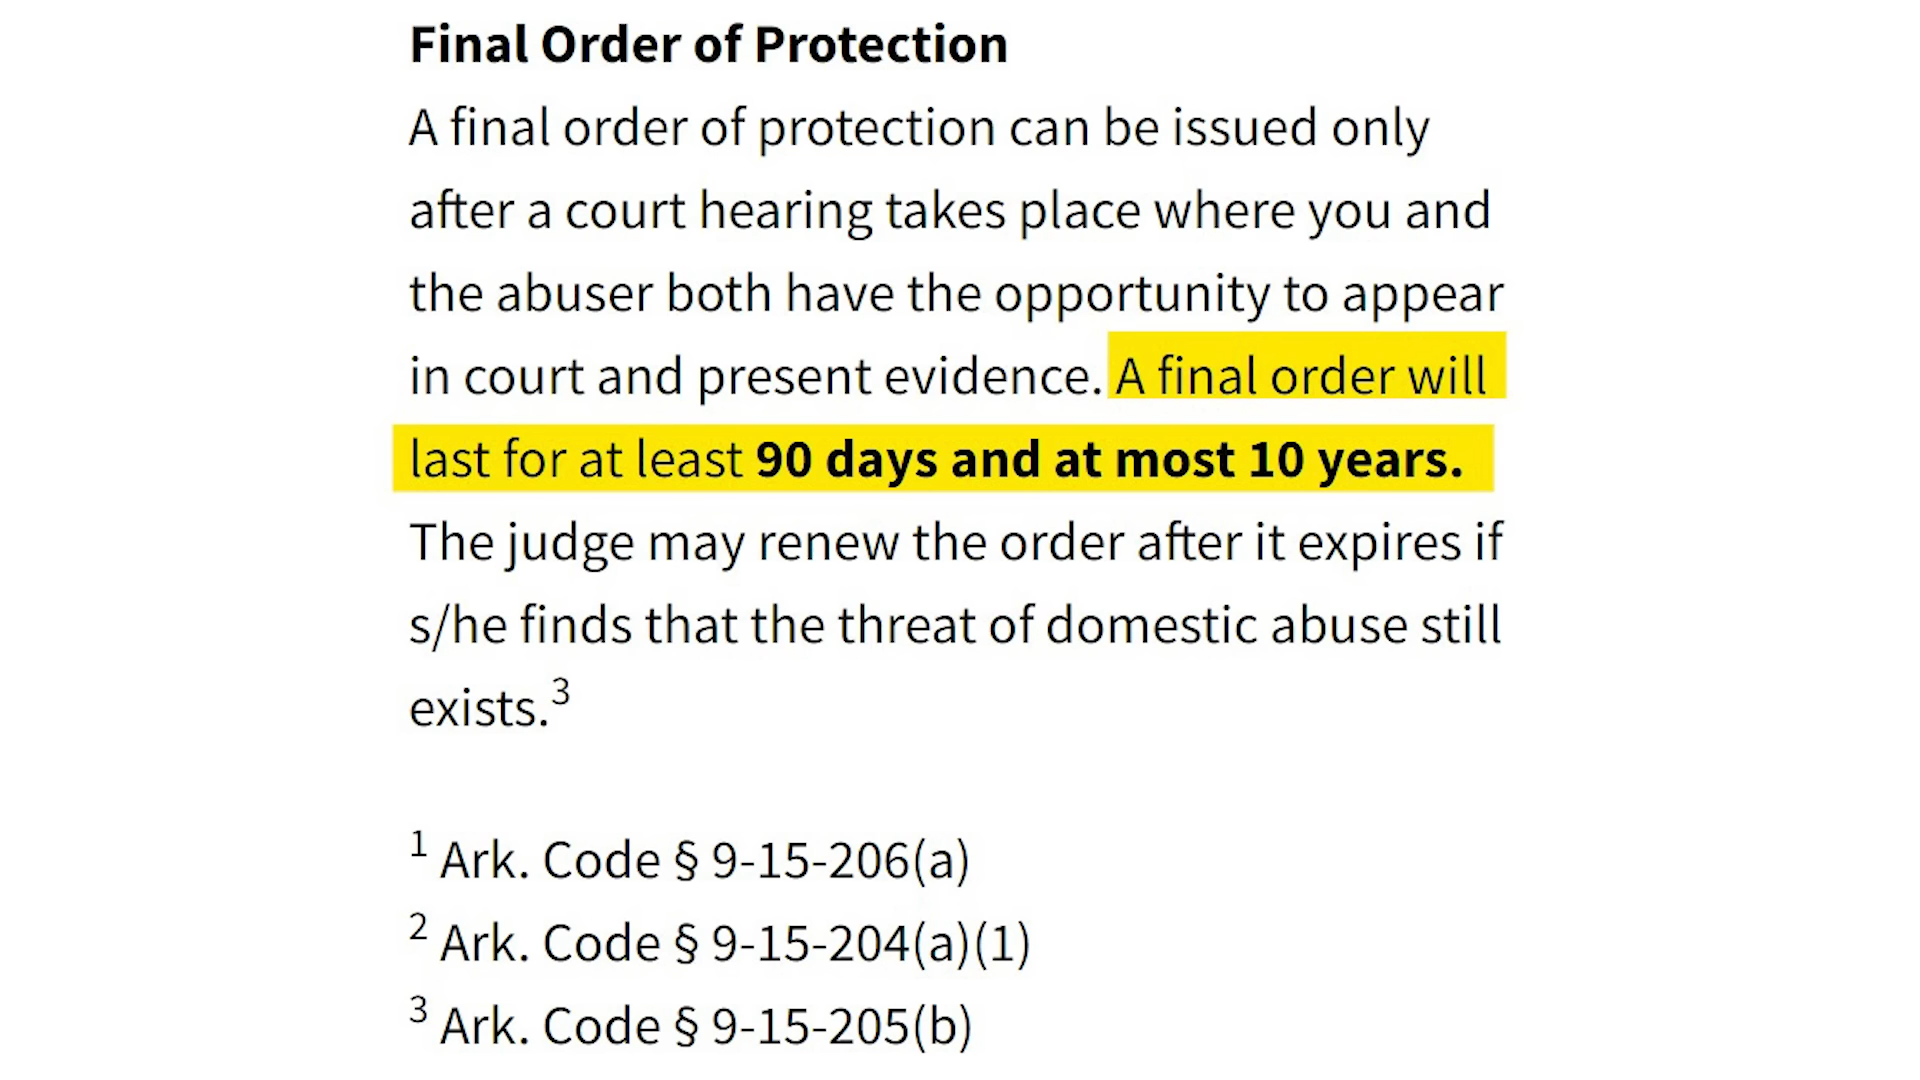 Final Order of Protection
A final order of protection can be issued only
after a court hearing takes place where you and
the abuser both have the opportunity to appear
in court and present evidence. A final order will
last for at least 90 days and at most 10 years.
The judge may renew the order after it expires if
s/he finds that the threat of domestic abuse still
exists.³
¹ Ark. Code § 9-15-206(a)
² Ark. Code § 9-15-204(a)(1)
³ Ark. Code § 9-15-205(b)